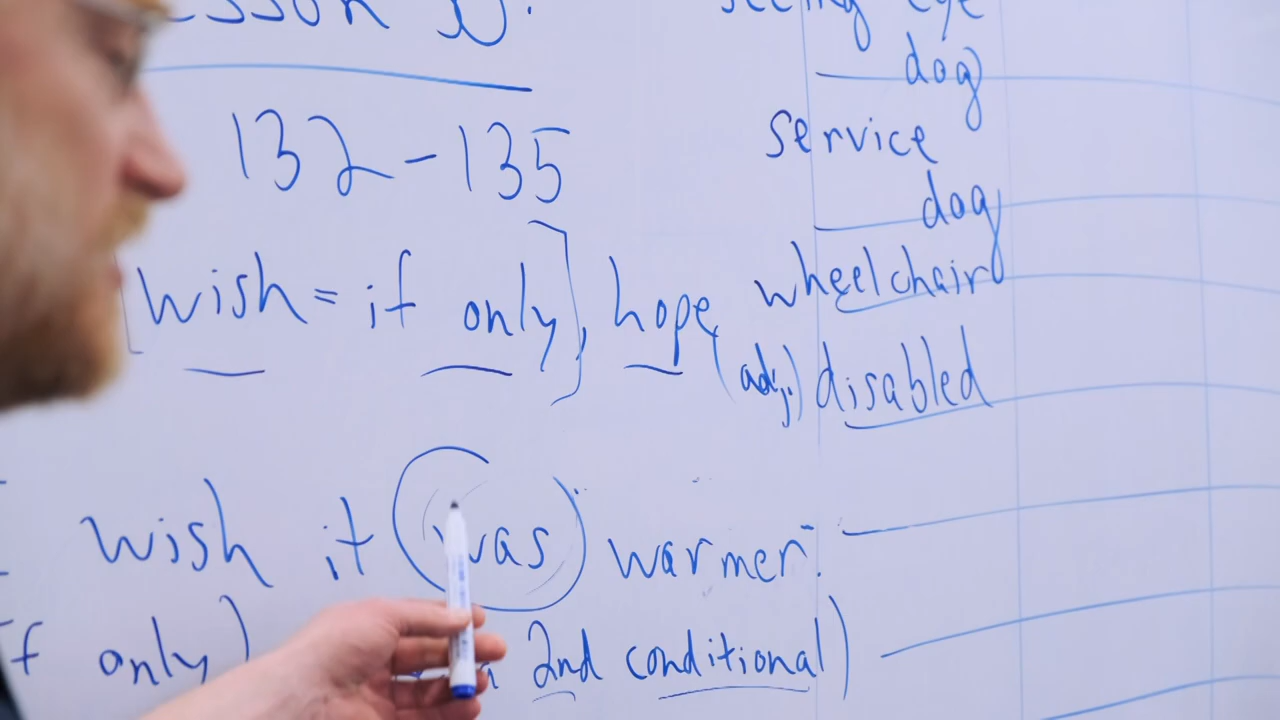 132-135
[wish = if only], hope
I wish it was warmer.
(if only) 2nd conditional)
seeing eye
dog
service
dog
wheelchair
(adj.) disabled